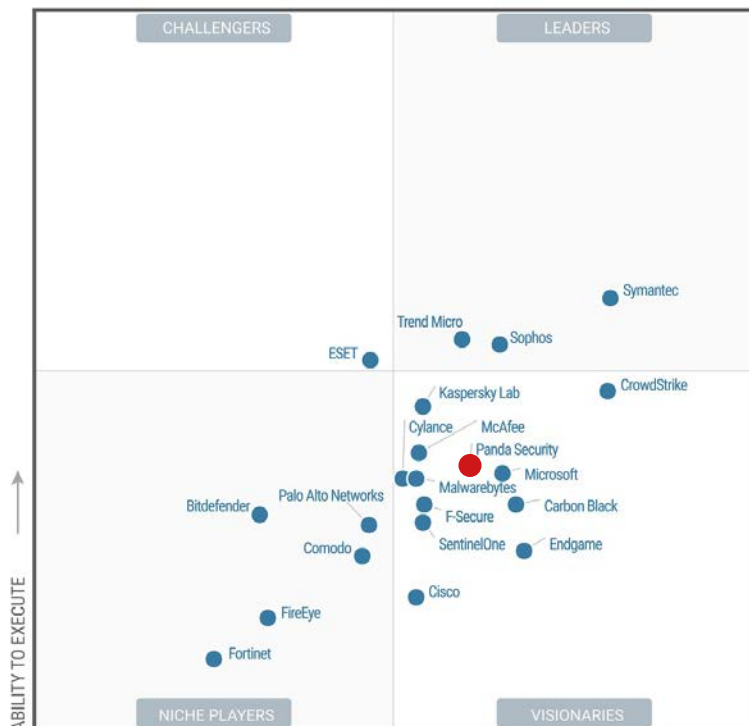 CHALLENGERS
LEADERS
Symantec
Trend Micro
Sophos
ESET
CrowdStrike
Kaspersky Lab
Cylance
McAfee
Panda Security
Microsoft
Malwarebytes
Bitdefender
Palo Alto Networks
Carbon Black
F-Secure
Comodo
SentinelOne
Endgame
Cisco
FireEye
Fortinet
ABILITY TO EXECUTE
NICHE PLAYERS
VISIONARIES